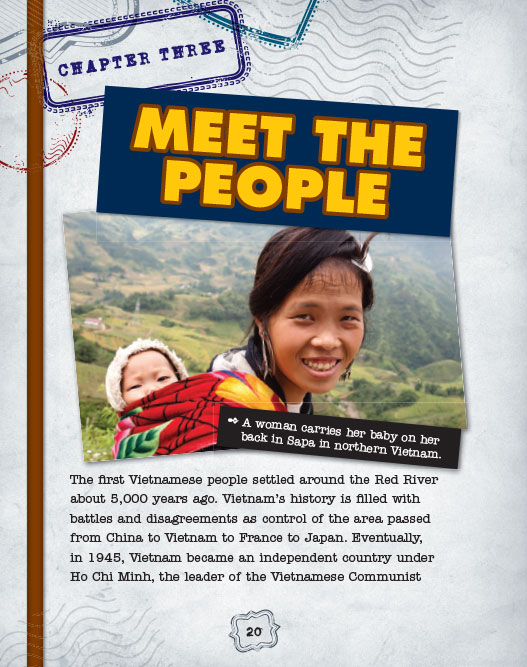 CHAPTER THREE
MEET THE
PEOPLE
A woman carries her baby on her
back in Sapa in northern Vietnam.
The first Vietnamese people settled around the Red River
about 5,000 years ago. Vietnam's history is filled with
battles and disagreements as control of the area passed
from China to Vietnam to France to Japan. Eventually,
in 1945, Vietnam became an independent country under
Ho Chi Minh, the leader of the Vietnamese Communist
20